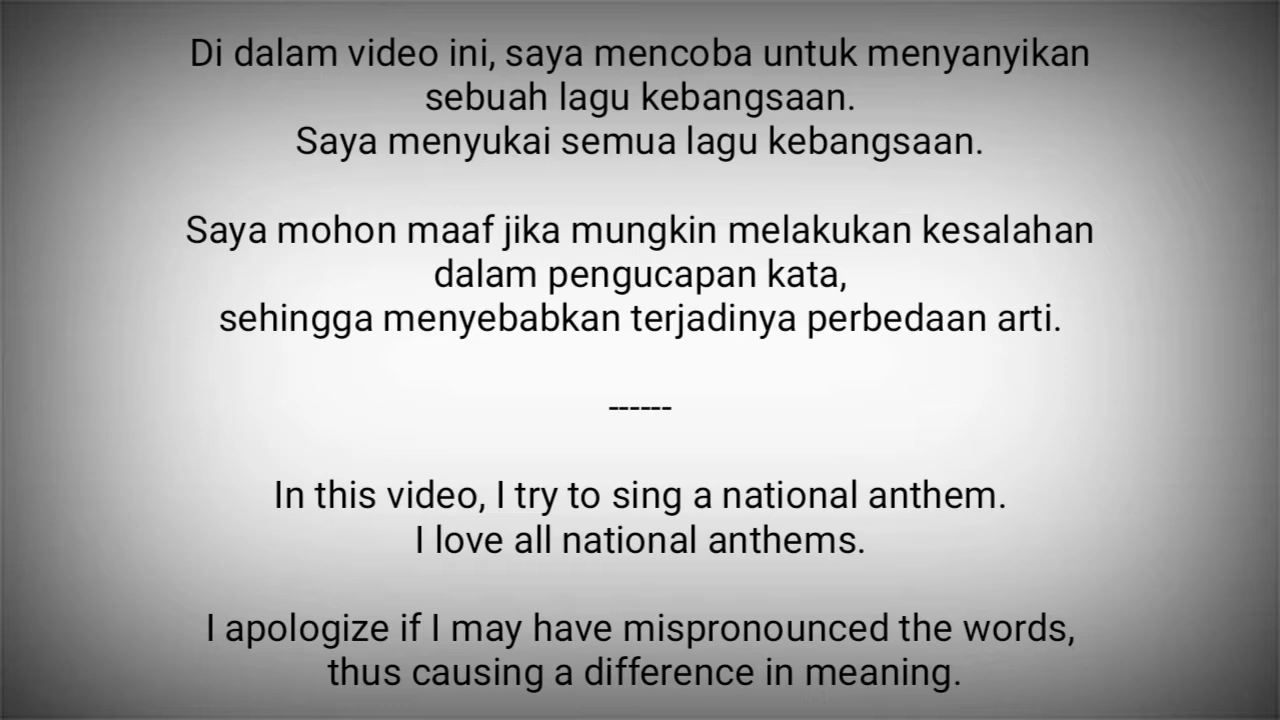 Di dalam video ini, saya mencoba untuk menyanyikan
sebuah lagu kebangsaan.
Saya menyukai semua lagu kebangsaan.
Saya mohon maaf jika mungkin melakukan kesalahan
dalam pengucapan kata,
sehingga menyebabkan terjadinya perbedaan arti.
------
In this video, I try to sing a national anthem.
I love all national anthems.
I apologize if I may have mispronounced the words,
thus causing a difference in meaning.